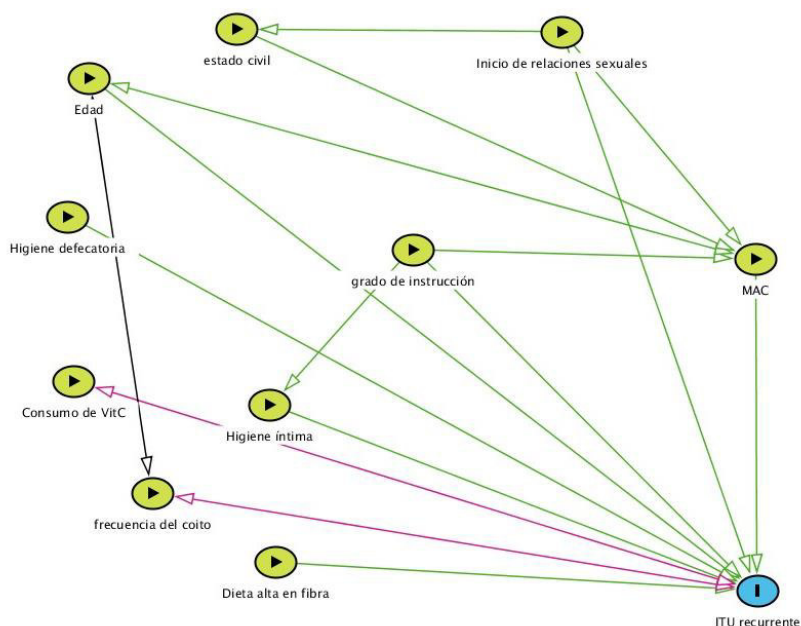 estado civil
Inicio de relaciones sexuales
Edad
Higiene defecatoria
grado de instrucción
MAC
Consumo de VitC
Higiene íntima
frecuencia del coito
Dieta alta en fibra
ITU recurrente